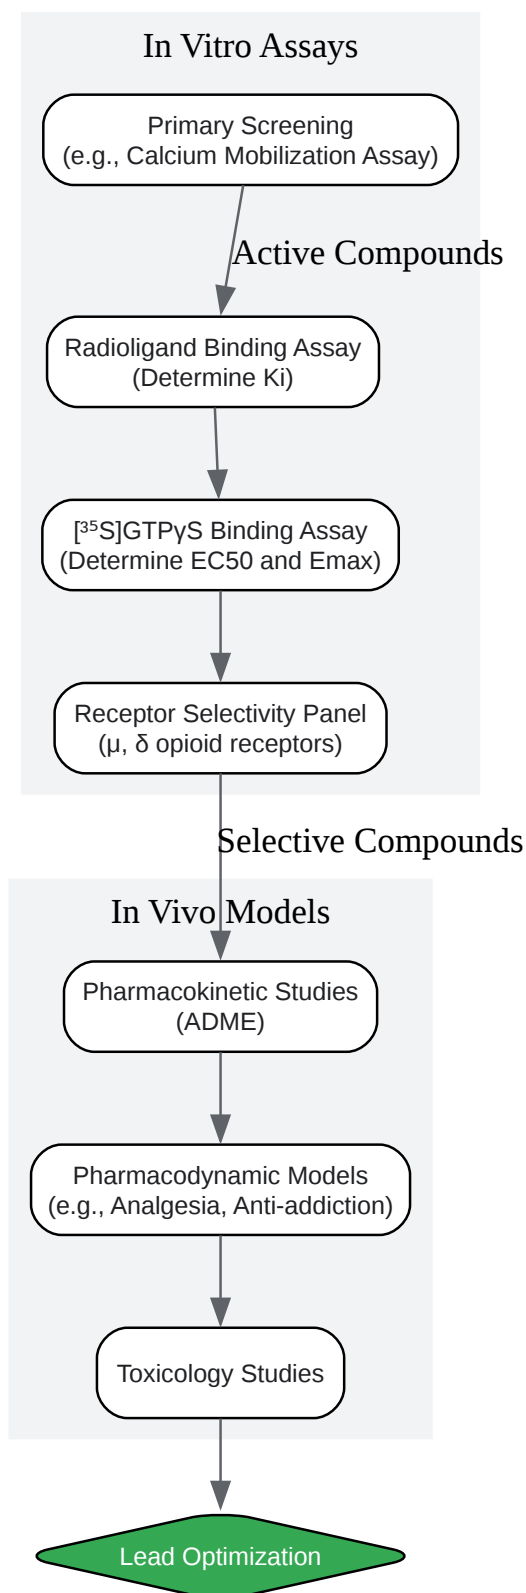 In Vitro Assays
Primary Screening
(e.g., Calcium Mobilization Assay)
Active Compounds
Radioligand Binding Assay
(Determine Ki)
[³⁵S]GTPγS Binding Assay
(Determine EC50 and Emax)
Receptor Selectivity Panel
(μ, δ opioid receptors)
Selective Compounds
In Vivo Models
Pharmacokinetic Studies
(ADME)
Pharmacodynamic Models
(e.g., Analgesia, Anti-addiction)
Toxicology Studies
Lead Optimization